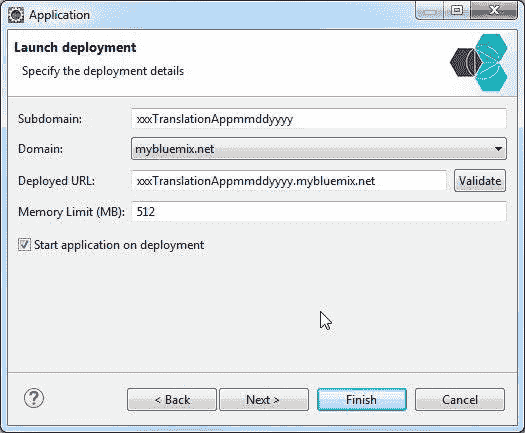 Application
Launch deployment
Specify the deployment details
Subdomain: xxxTranslationAppmmddyyyy
Domain: mybluemix.net
Deployed URL: xxxTranslationAppmmddyyyy.mybluemix.net Validate
Memory Limit (MB): 512
Start application on deployment
? < Back Next > Finish Cancel